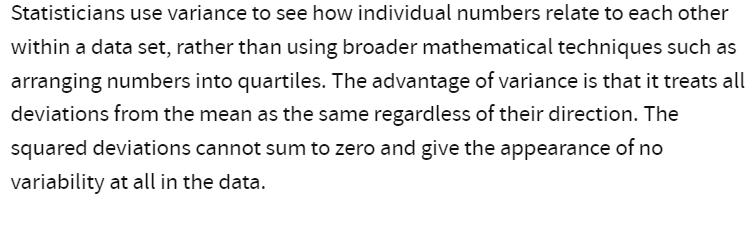 Statisticians use variance to see how individual numbers relate to each other
within a data set, rather than using broader mathematical techniques such as
arranging numbers into quartiles. The advantage of variance is that it treats all
deviations from the mean as the same regardless of their direction. The
squared deviations cannot sum to zero and give the appearance of no
variability at all in the data.